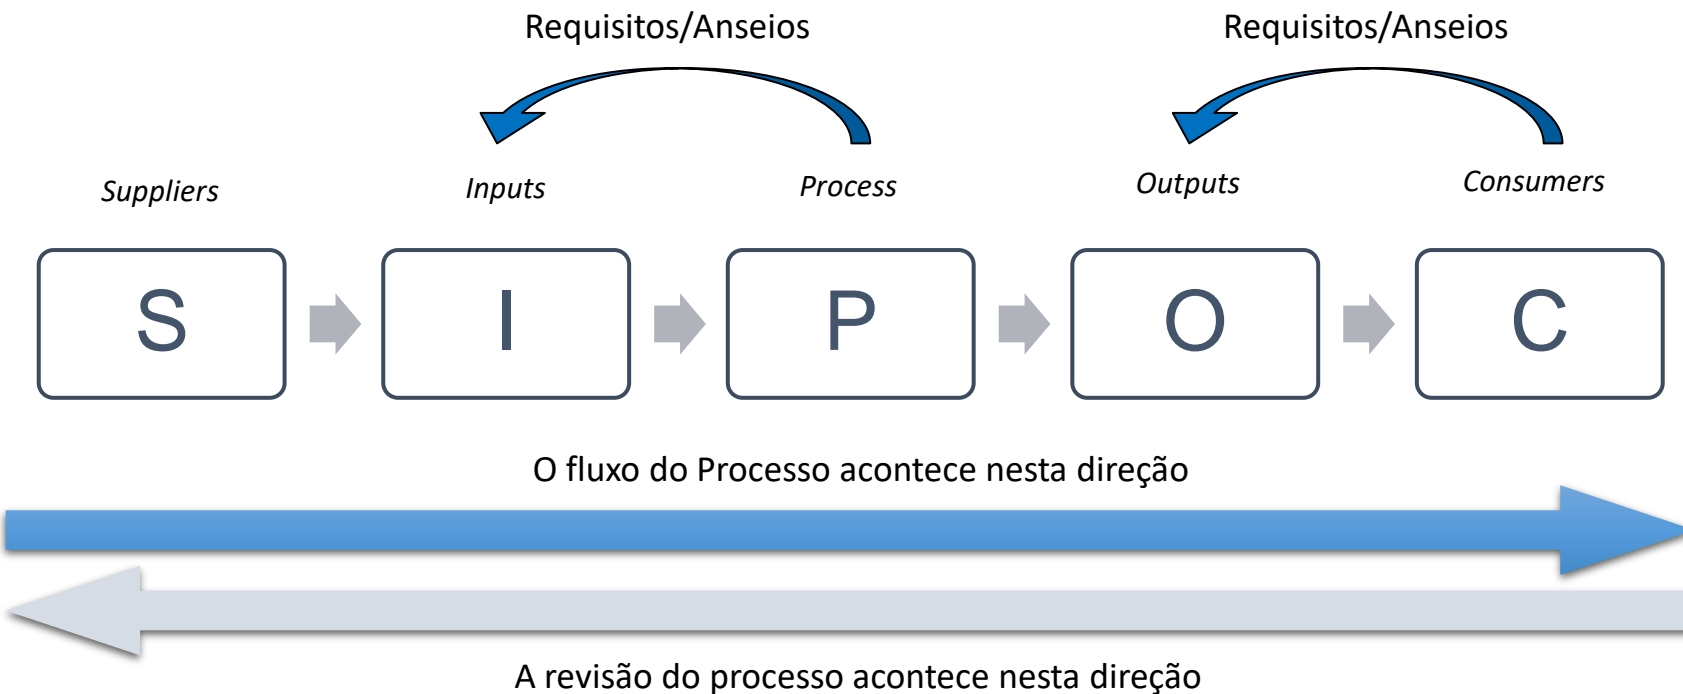 Requisitos/Anseios
Requisitos/Anseios
Suppliers
Inputs
Process
Outputs
Consumers
S
I
P
O
C
O fluxo do Processo acontece nesta direção
A revisão do processo acontece nesta direção